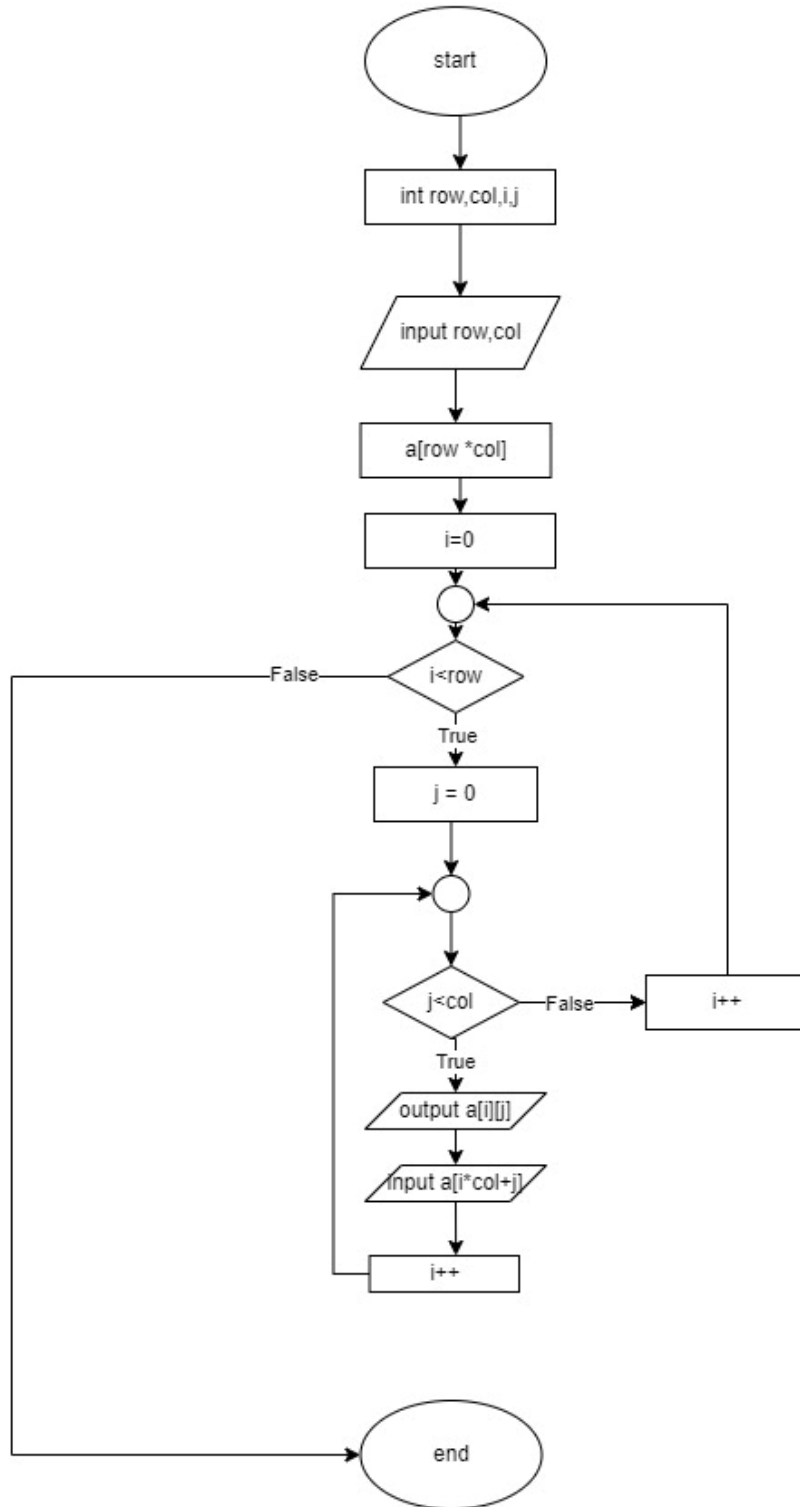 start
int row,col,i,j
input row,col
a[row *col]
i=0
i<row
False
True
j = 0
j<col
False
i++
True
output a[i][j]
input a[i*col+j]
i++
end